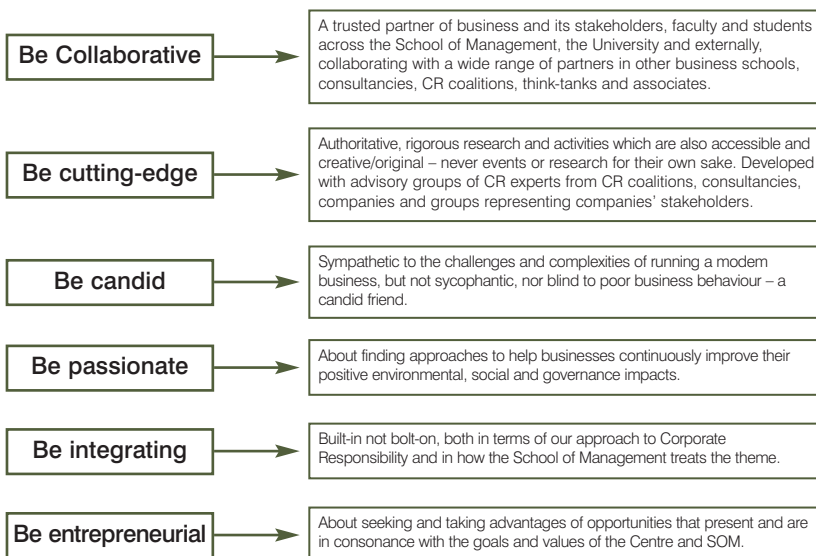 Be Collaborative
A trusted partner of business and its stakeholders, faculty and students
across the School of Management, the University and externally,
collaborating with a wide range of partners in other business schools,
consultancies, CR coalitions, think-tanks and associates.
Be cutting-edge
Authoritative, rigorous research and activities which are also accessible and
creative/original – never events or research for their own sake. Developed
with advisory groups of CR experts from CR coalitions, consultancies,
companies and groups representing companies’ stakeholders.
Be candid
Sympathetic to the challenges and complexities of running a modern
business, but not sycophantic, nor blind to poor business behaviour – a
candid friend.
Be passionate
About finding approaches to help businesses continuously improve their
positive environmental, social and governance impacts.
Be integrating
Built-in not bolt-on, both in terms of our approach to Corporate
Responsibility and in how the School of Management treats the theme.
Be entrepreneurial
About seeking and taking advantages of opportunities that present and are
in consonance with the goals and values of the Centre and SOM.